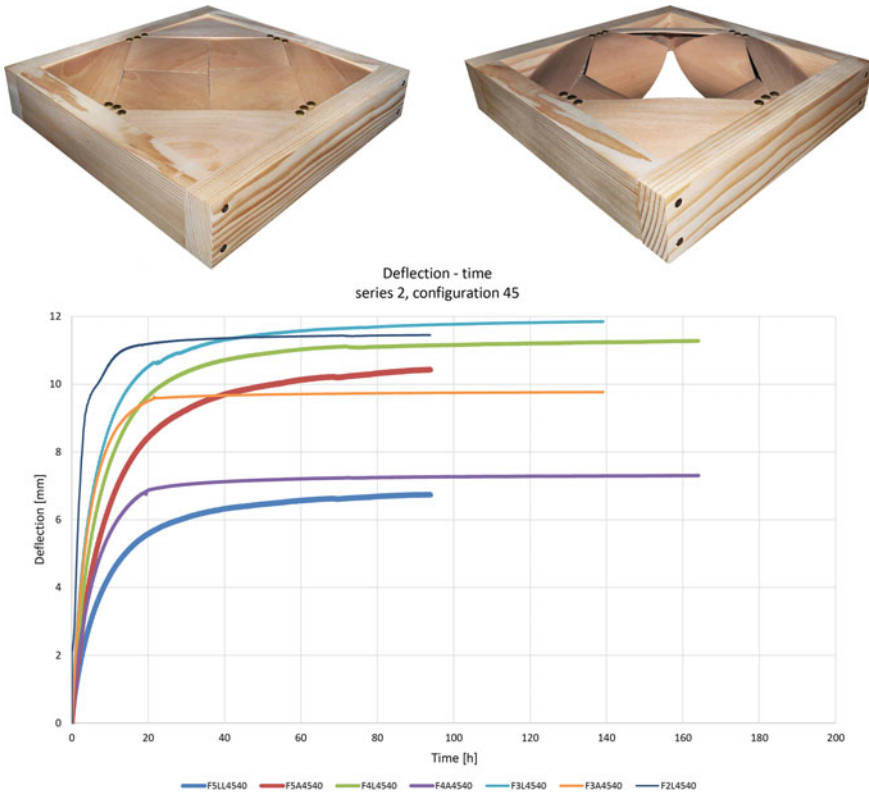 Deflection - time
series 2, configuration 45
12
10
8
6
4
2
0
Deflection [mm]
0 20 40 60 80 100 120 140 160 180 200
Time [h]
F5LL4540 F5A4540 F4L4540 F4A4540 F3L4540 F3A4540 F2L4540